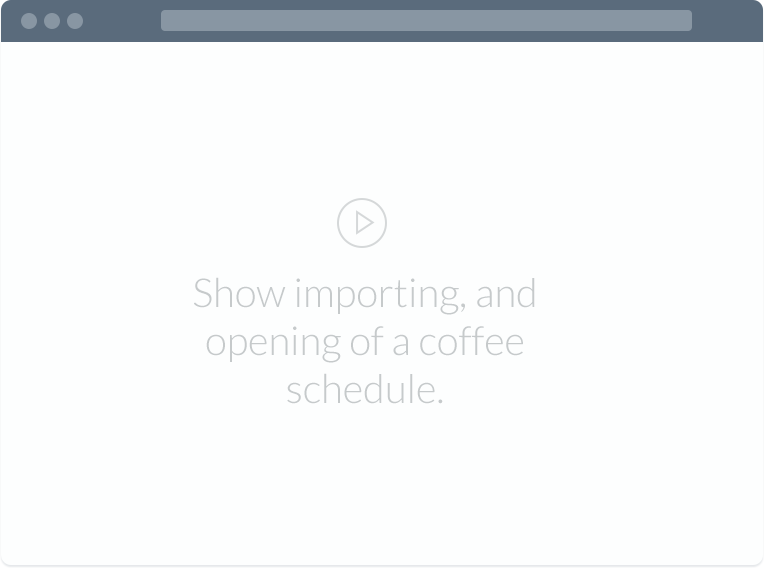 Show importing, and
opening of a coffee
schedule.